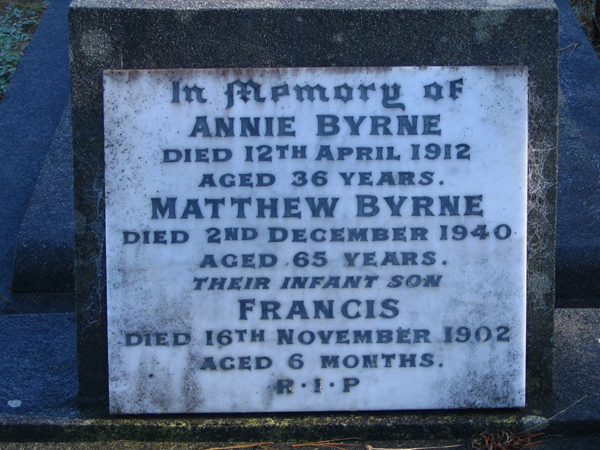 In Memory of
ANNIE BYRNE
DIED 12TH APRIL 1912
AGED 36 YEARS.
MATTHEW BYRNE
DIED 2ND DECEMBER 1940
AGED 65 YEARS.
THEIR INFANT SON
FRANCIS
DIED 16TH NOVEMBER 1902
AGED 6 MONTHS.
R·I·P